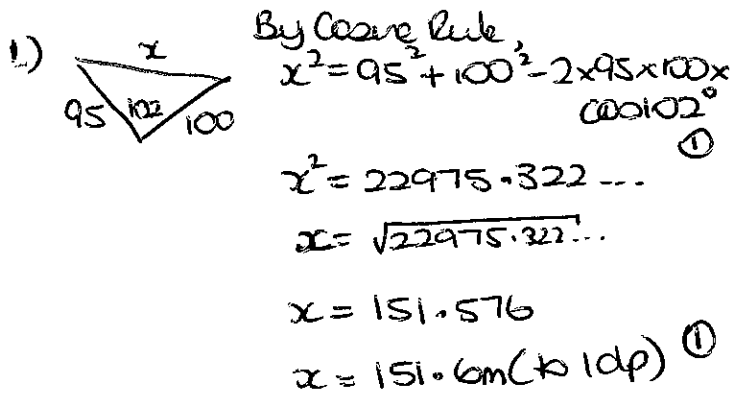 1.)
x
95
102
100
By Cosine Rule,
x² = 95² + 100² - 2×95×100×
cos102°
①
x² = 22975.322...
x = √22975.322...
x = 151.576
x = 151.6m (to 1dp) ①